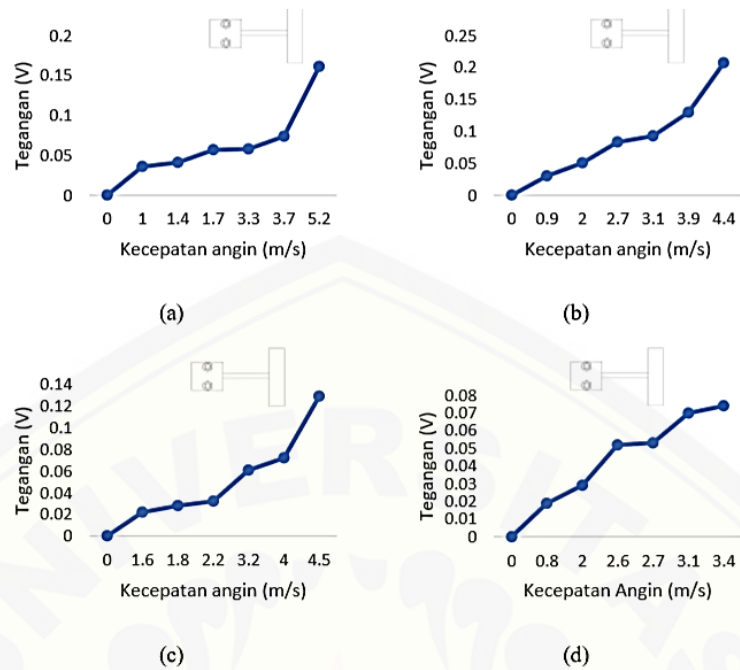 0.2
0.15
0.1
0.05
0
Tegangan (V)
0 1 1.4 1.7 3.3 3.7 5.2
Kecepatan angin (m/s)
(a)
0.25
0.2
0.15
0.1
0.05
0
Tegangan (V)
0 0.9 2 2.7 3.1 3.9 4.4
Kecepatan angin (m/s)
(b)
0.14
0.12
0.1
0.08
0.06
0.04
0.02
0
Tegangan (V)
0 1.6 1.8 2.2 3.2 4 4.5
Kecepatan angin (m/s)
(c)
0.08
0.07
0.06
0.05
0.04
0.03
0.02
0.01
0
Tegangan (V)
0 0.8 2 2.6 2.7 3.1 3.4
Kecepatan Angin (m/s)
(d)
UNIVERSITAS